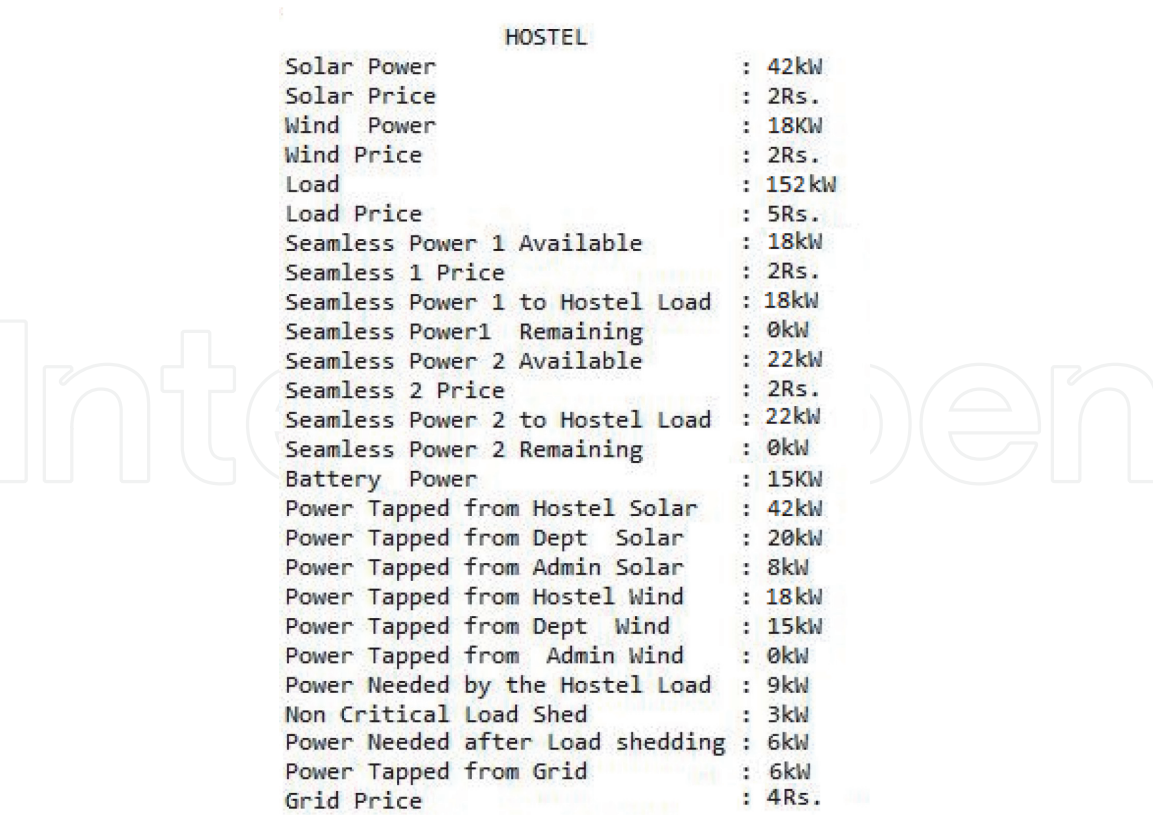 HOSTEL
Solar Power : 42kW
Solar Price : 2Rs.
Wind Power : 18KW
Wind Price : 2Rs.
Load : 152kW
Load Price : 5Rs.
Seamless Power 1 Available : 18kW
Seamless 1 Price : 2Rs.
Seamless Power 1 to Hostel Load : 18kW
Seamless Power1 Remaining : 0kW
Seamless Power 2 Available : 22kW
Seamless 2 Price : 2Rs.
Seamless Power 2 to Hostel Load : 22kW
Seamless Power 2 Remaining : 0kW
Battery Power : 15KW
Power Tapped from Hostel Solar : 42kW
Power Tapped from Dept Solar : 20kW
Power Tapped from Admin Solar : 8kW
Power Tapped from Hostel Wind : 18kW
Power Tapped from Dept Wind : 15kW
Power Tapped from Admin Wind : 0kW
Power Needed by the Hostel Load : 9kW
Non Critical Load Shed : 3kW
Power Needed after Load shedding : 6kW
Power Tapped from Grid : 6kW
Grid Price : 4Rs.